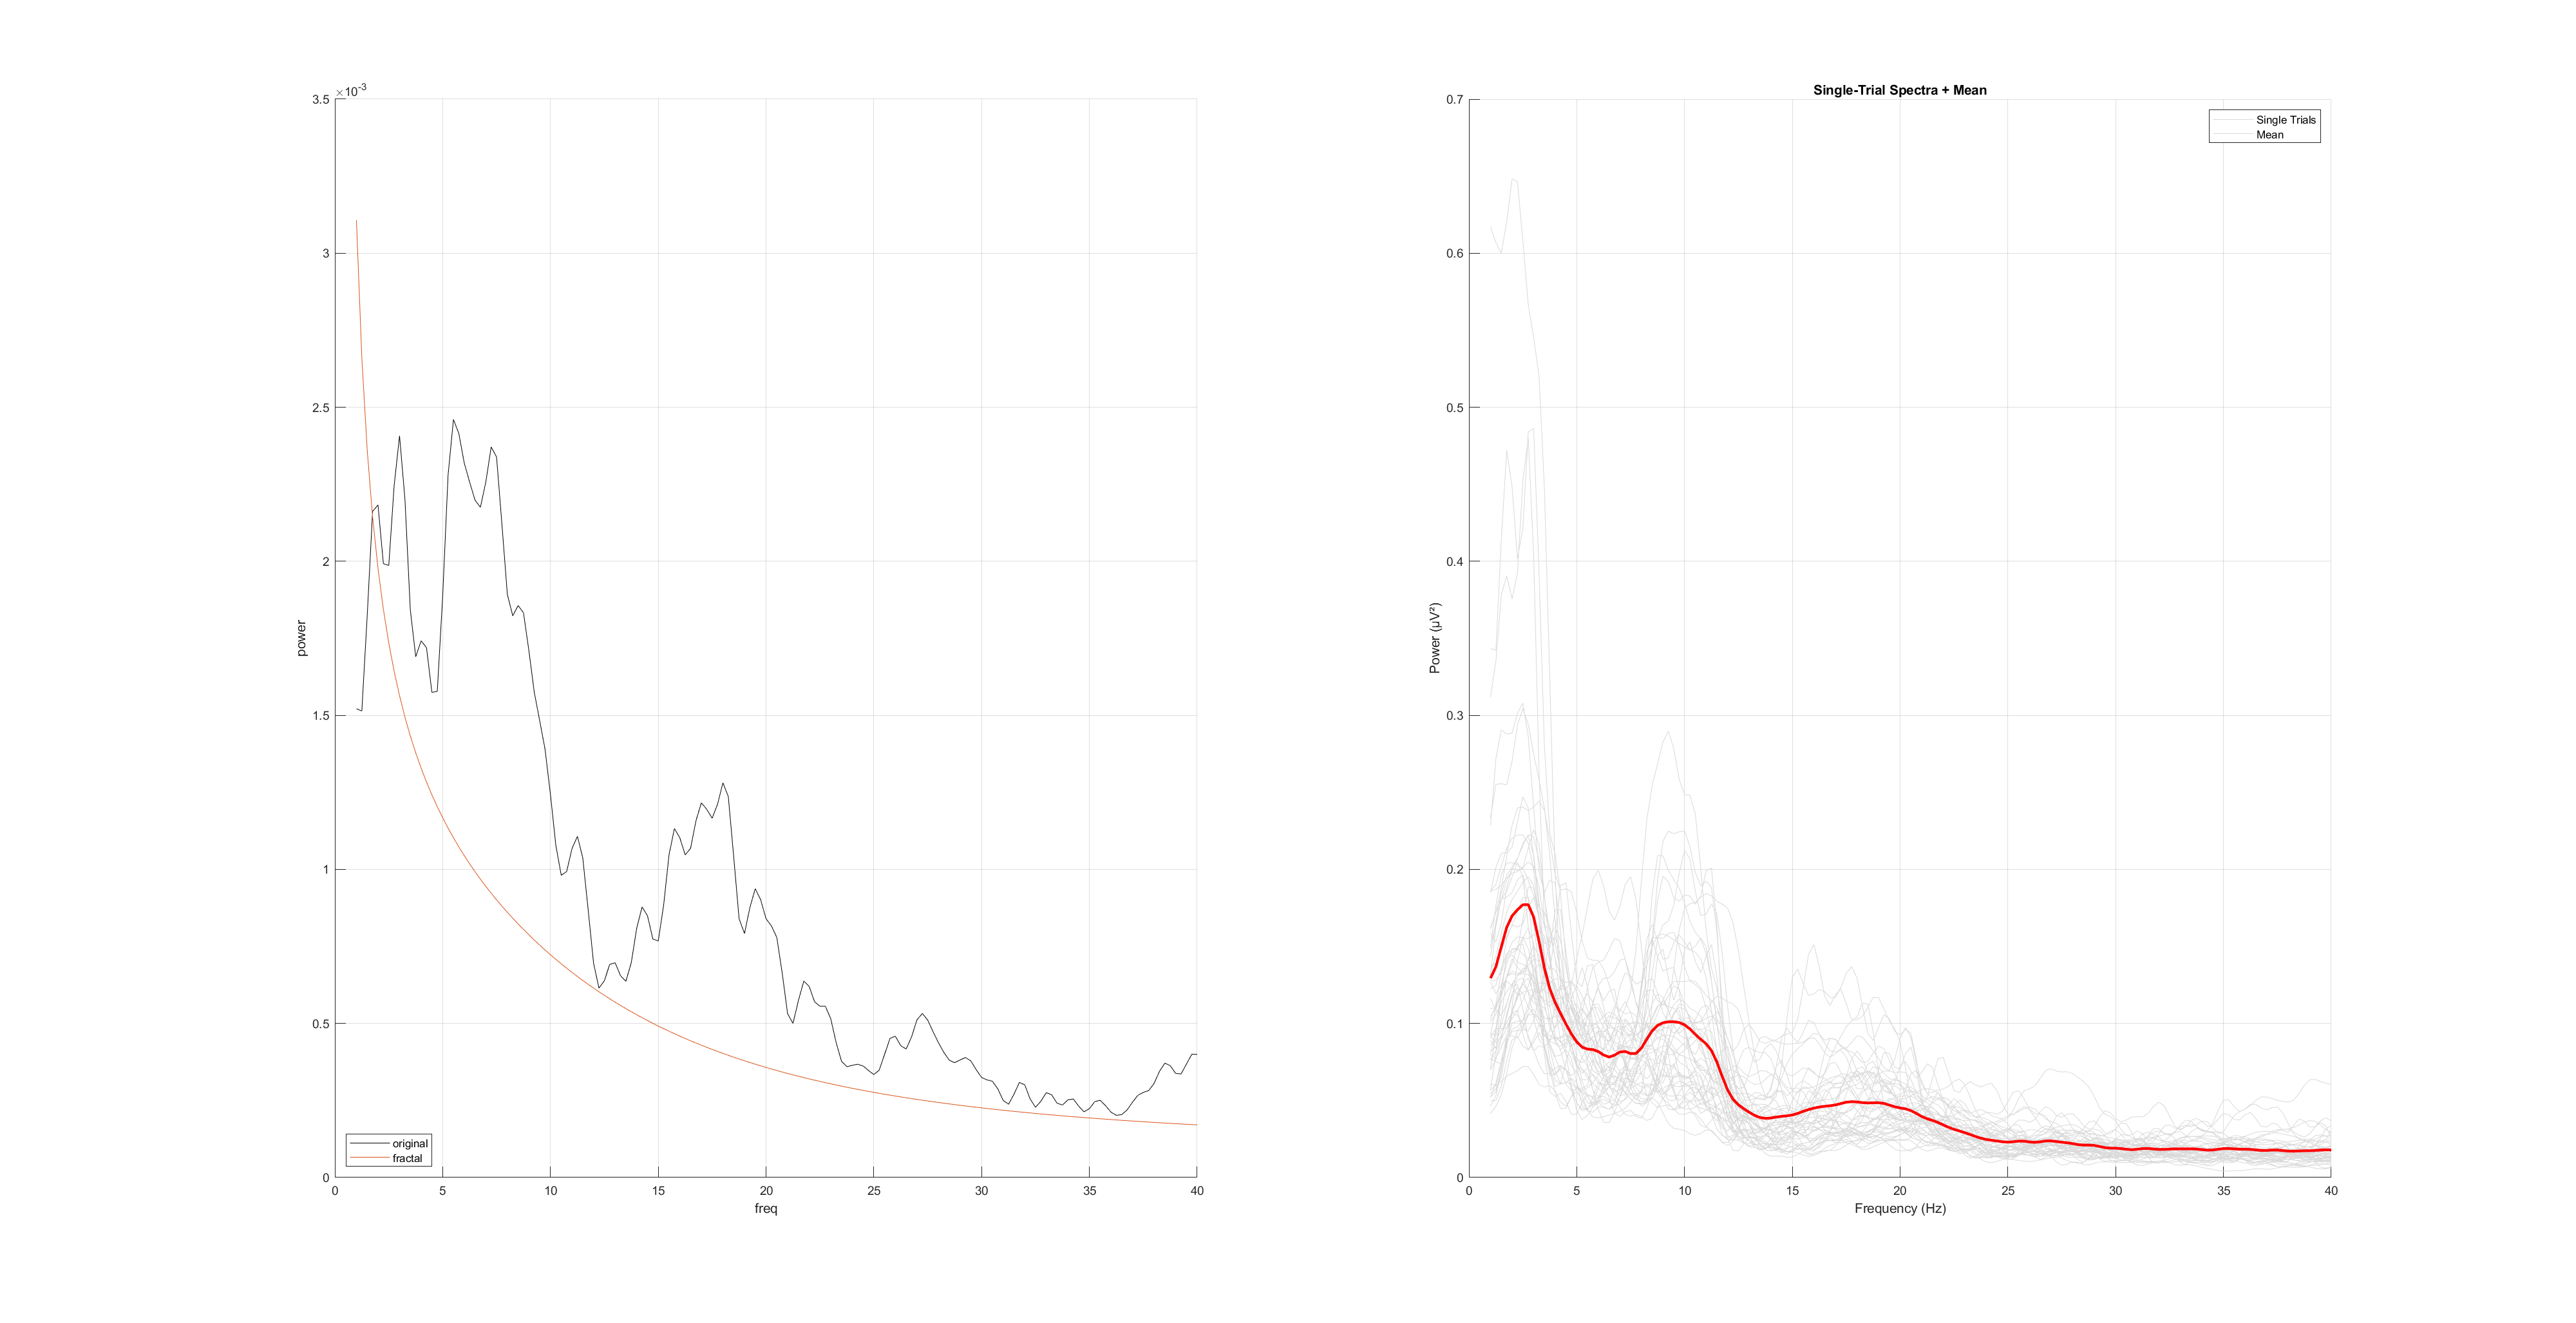 ×10-3
3.5
3
2.5
2
1.5
1
0.5
0
power
original
fractal
0 5 10 15 20 25 30 35 40
freq
Single-Trial Spectra + Mean
Single Trials
Mean
0.7
0.6
0.5
0.4
0.3
0.2
0.1
0
Power (µV²)
0 5 10 15 20 25 30 35 40
Frequency (Hz)